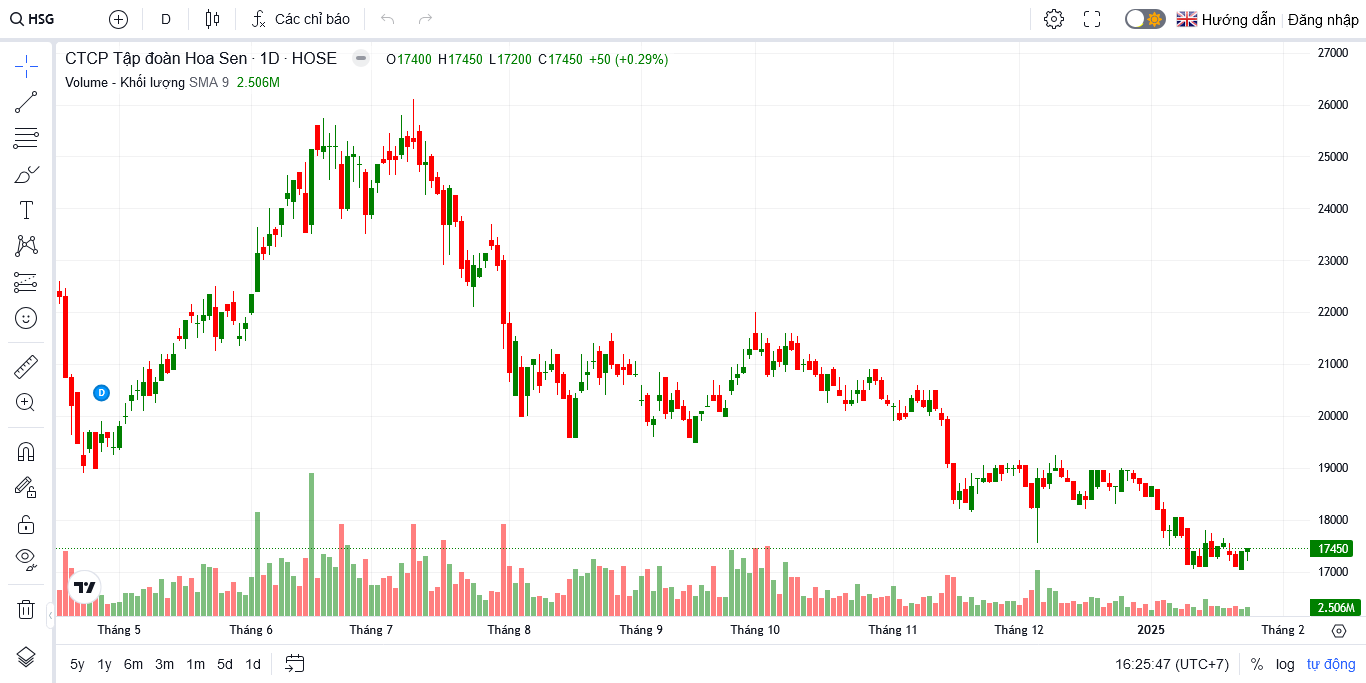 HSG D Các chỉ báo Hướng dẫn Đăng nhập
CTCP Tập đoàn Hoa Sen · 1D · HOSE O17400 H17450 L17200 C17450 +50 (+0.29%)
Volume - Khối lượng SMA 9 2.506M
27000
26000
25000
24000
23000
22000
21000
20000
19000
18000
17450
17000
2.506M
D
T
Tháng 5 Tháng 6 Tháng 7 Tháng 8 Tháng 9 Tháng 10 Tháng 11 Tháng 12 2025 Tháng 2
5y 1y 6m 3m 1m 5d 1d 16:25:47 (UTC+7) % log tự động